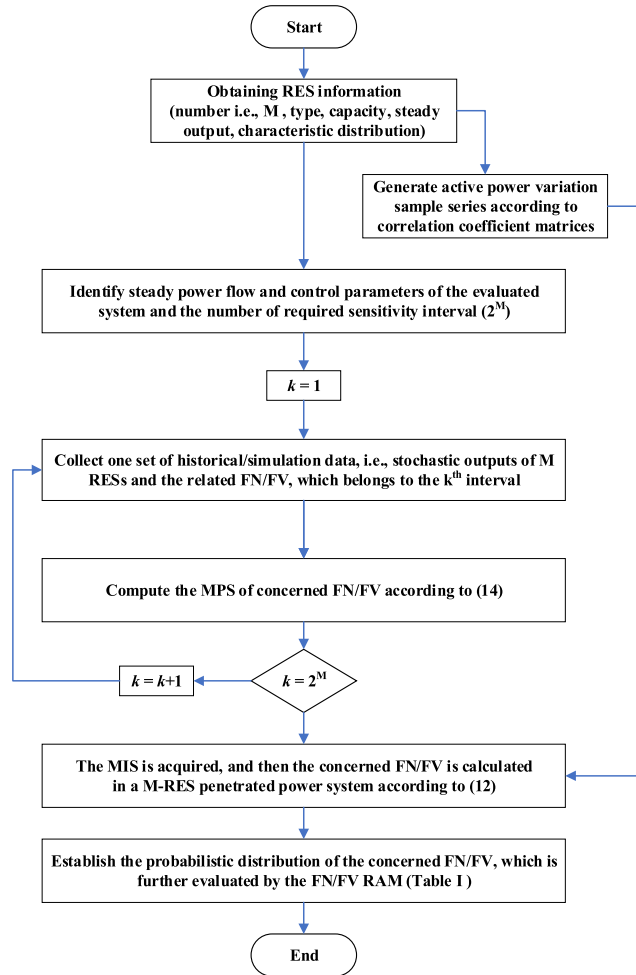 Start
Obtaining RES information
(number i.e., M , type, capacity, steady
output, characteristic distribution)
Generate active power variation
sample series according to
correlation coefficient matrices
Identify steady power flow and control parameters of the evaluated
system and the number of required sensitivity interval (2^M)
k = 1
Collect one set of historical/simulation data, i.e., stochastic outputs of M
RESs and the related FN/FV, which belongs to the k^th interval
Compute the MPS of concerned FN/FV according to (14)
k = k+1
k = 2^M
The MIS is acquired, and then the concerned FN/FV is calculated
in a M-RES penetrated power system according to (12)
Establish the probabilistic distribution of the concerned FN/FV, which is
further evaluated by the FN/FV RAM (Table I )
End